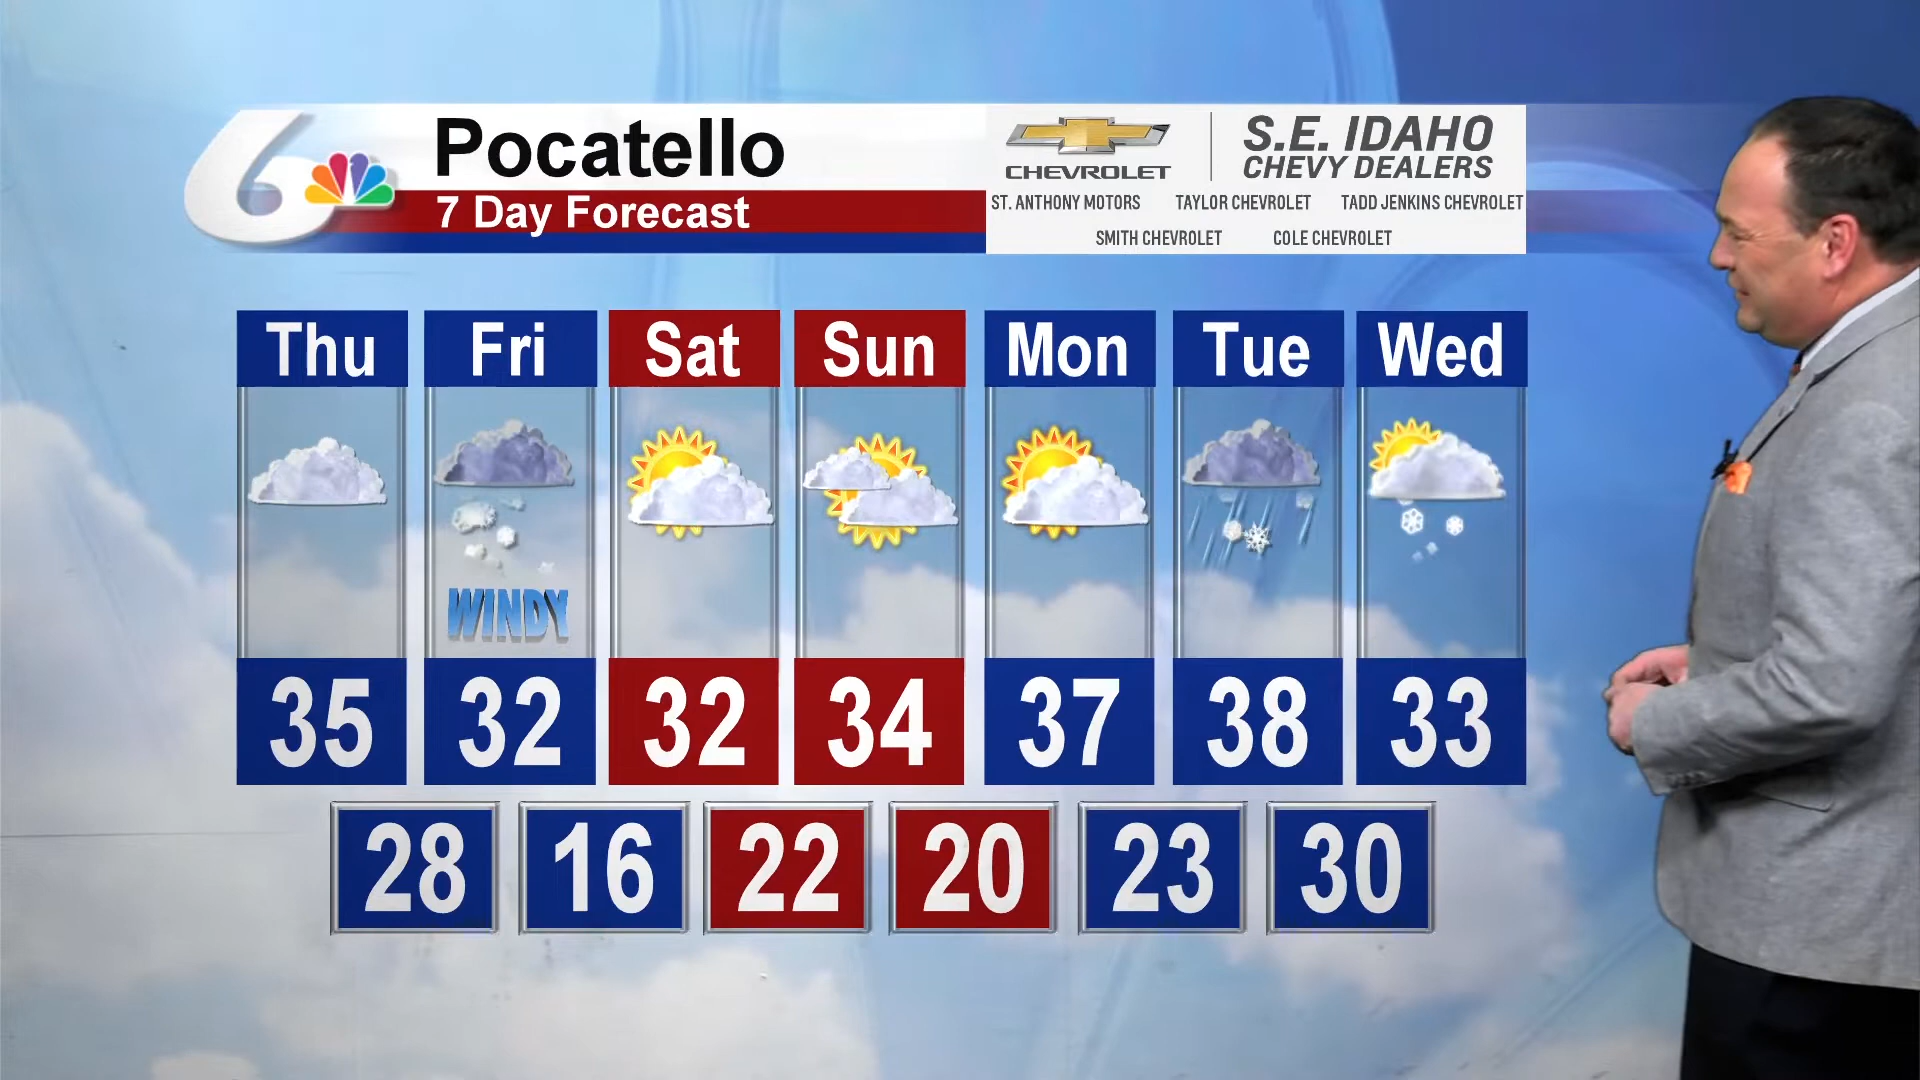 6
Pocatello
7 Day Forecast
CHEVROLET
S.E. IDAHO
CHEVY DEALERS
ST. ANTHONY MOTORS TAYLOR CHEVROLET TADD JENKINS CHEVROLET
SMITH CHEVROLET COLE CHEVROLET
Thu Fri Sat Sun Mon Tue Wed
WINDY
35 32 32 34 37 38 33
28 16 22 20 23 30